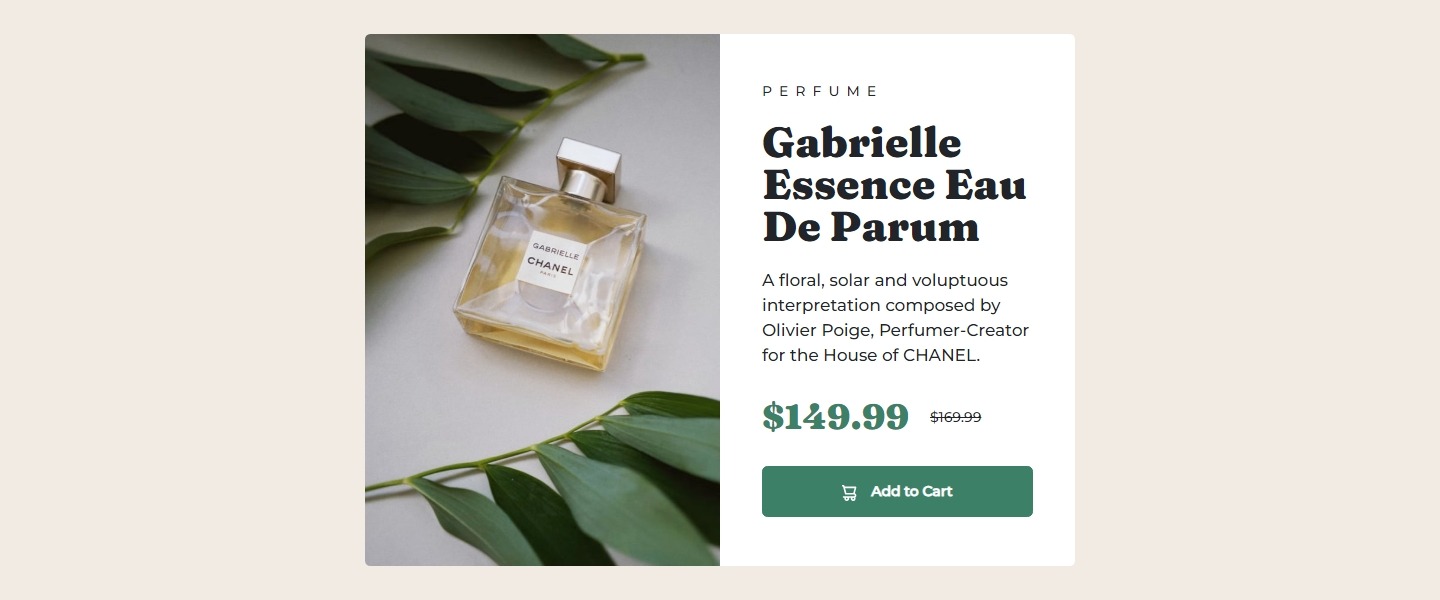 GABRIELLE
CHANEL
PARIS
PERFUME
Gabrielle
Essence Eau
De Parum
A floral, solar and voluptuous
interpretation composed by
Olivier Poige, Perfumer-Creator
for the House of CHANEL.
$149.99 $169.99
Add to Cart